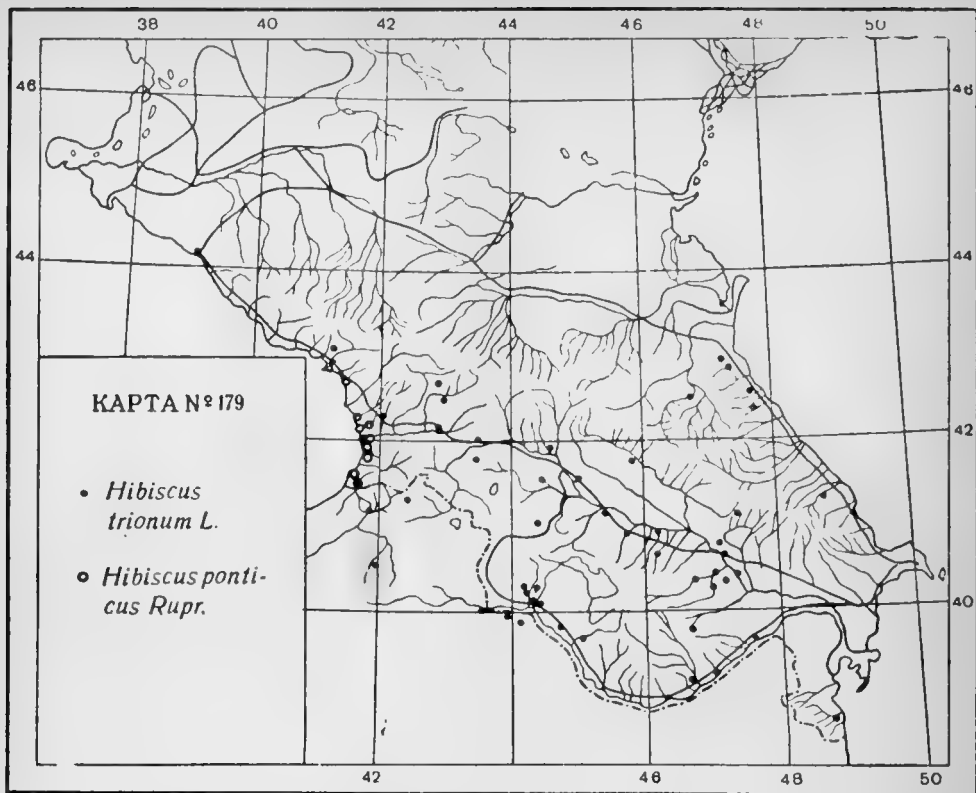 38 40 42 44 46 48 50
46 46
44 44
КАРТА № 179
42
• Hibiscus
trionum L.
Hibiscus ponti-
cus Rupr.
40 40
42 44 46 48 50